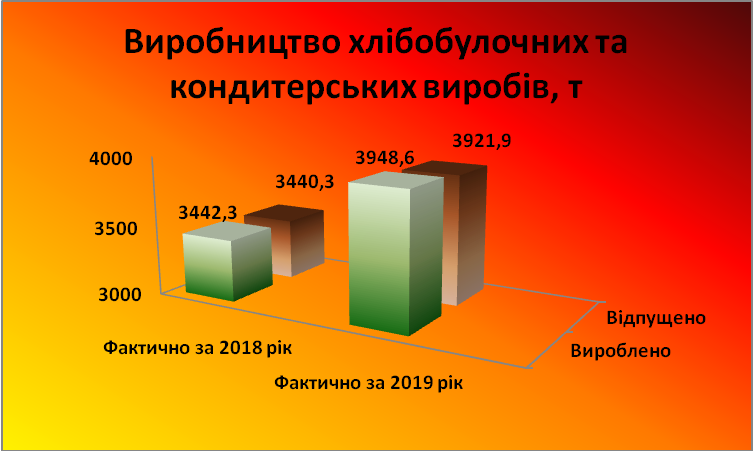 Виробництво хлібобулочних та
кондитерських виробів, т
4000
3500
3000
3442,3
3440,3
3948,6
3921,9
Фактично за 2018 рік
Фактично за 2019 рік
Відпущено
Вироблено